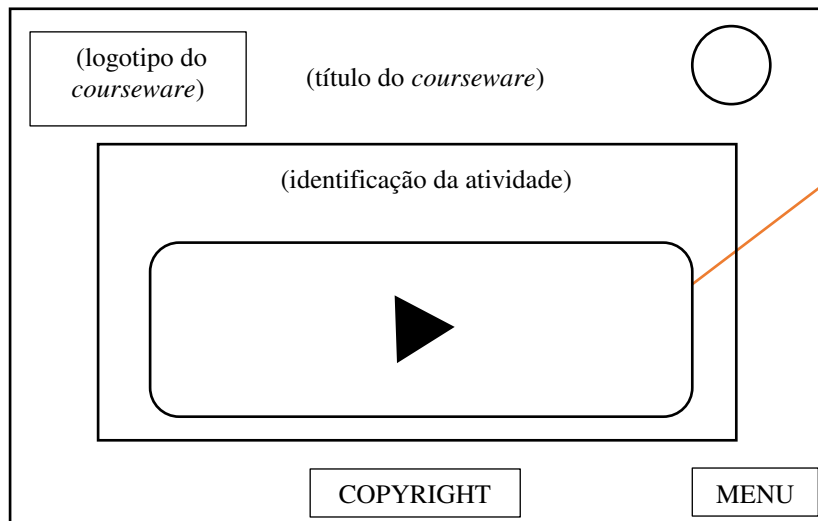 (logotipo do
courseware)
(título do courseware)
(identificação da atividade)
COPYRIGHT
MENU